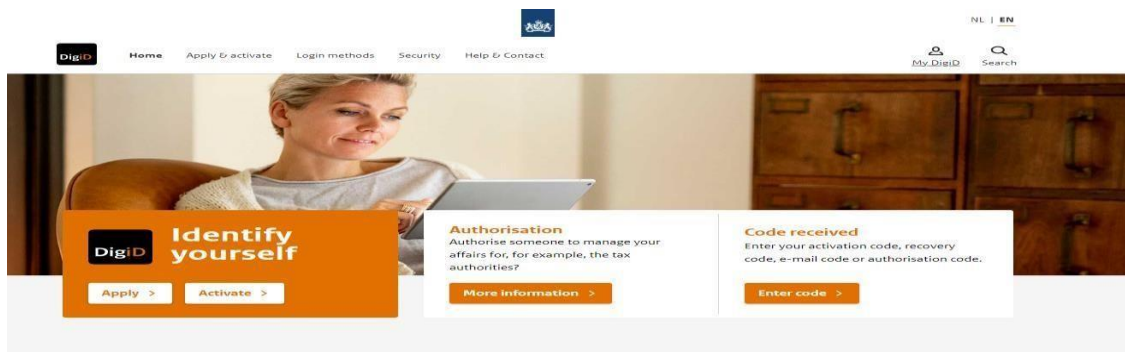 NL | EN
DigiD
Home
Apply & activate
Login methods
Security
Help & Contact
My DigiD
Search
DigiD
Identify
yourself
Apply >
Activate >
Authorisation
Authorise someone to manage your
affairs for, for example, the tax
authorities?
More information >
Code received
Enter your activation code, recovery
code, e-mail code or authorisation code.
Enter code >